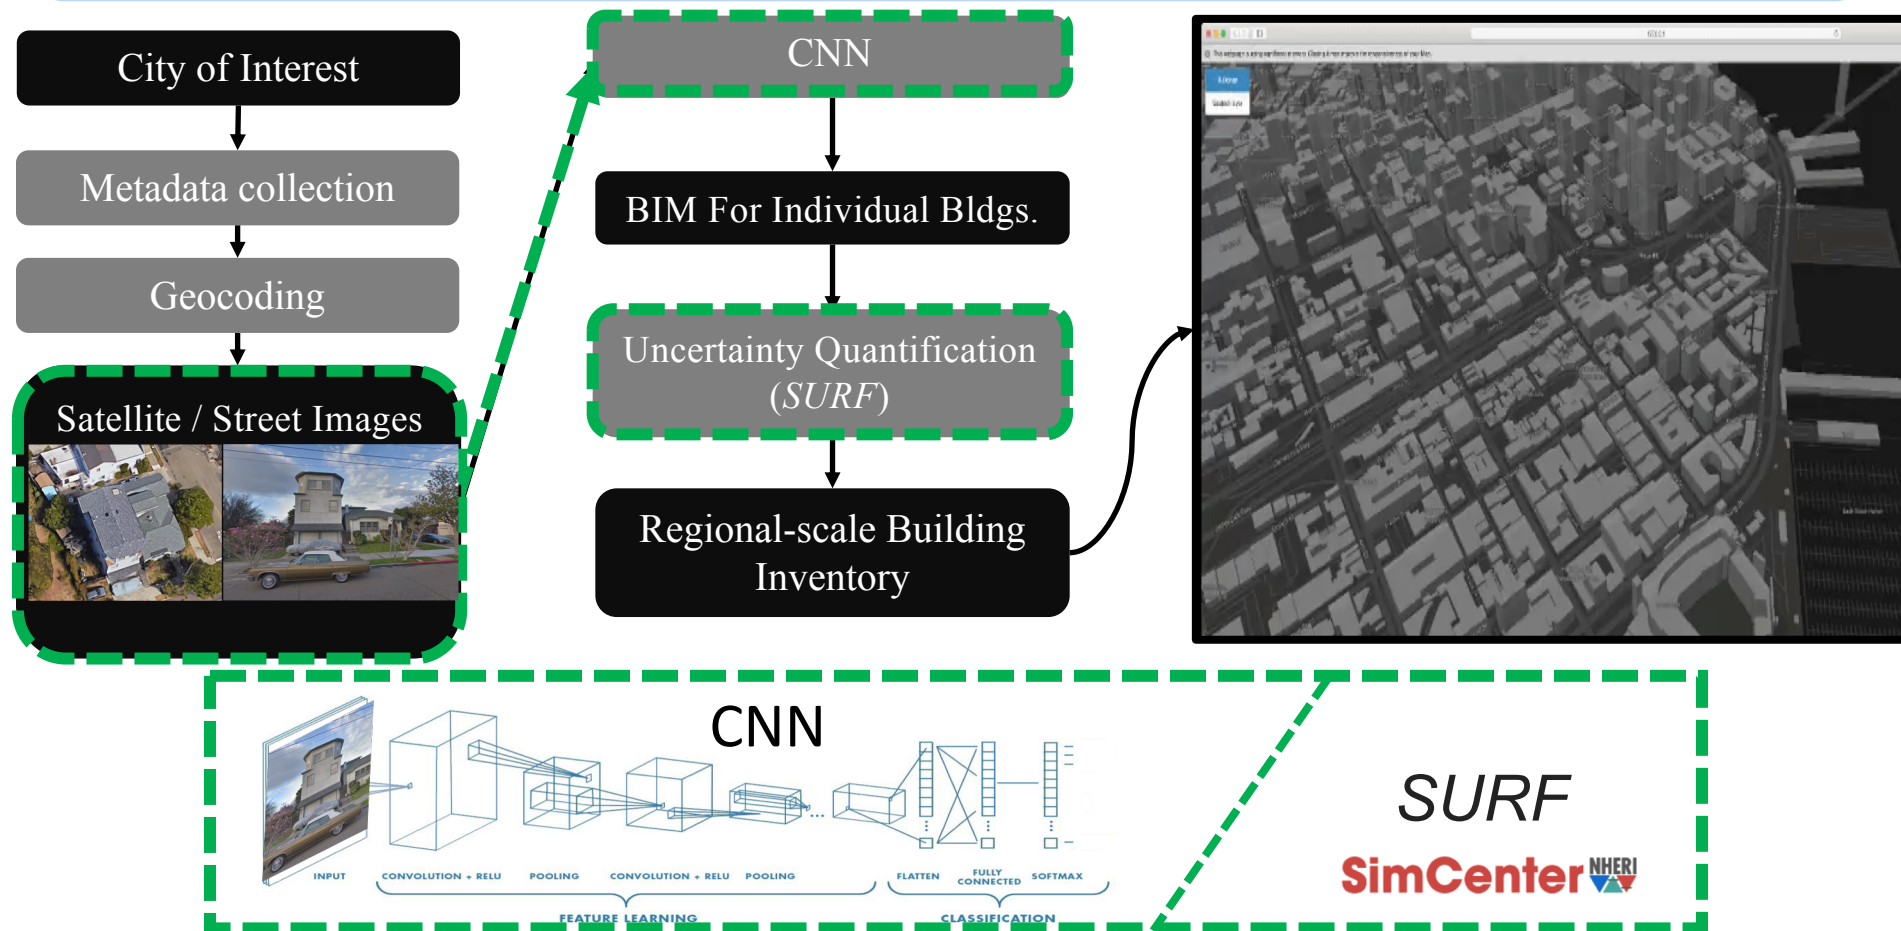 City of Interest
Metadata collection
Geocoding
Satellite / Street Images
CNN
BIM For Individual Bldgs.
Uncertainty Quantification
(SURF)
Regional-scale Building
Inventory
CNN
INPUT
CONVOLUTION + RELU
POOLING
CONVOLUTION + RELU
POOLING
...
FLATTEN
FULLY
CONNECTED
SOFTMAX
FEATURE LEARNING
CLASSIFICATION
SURF
SimCenter
NHERI